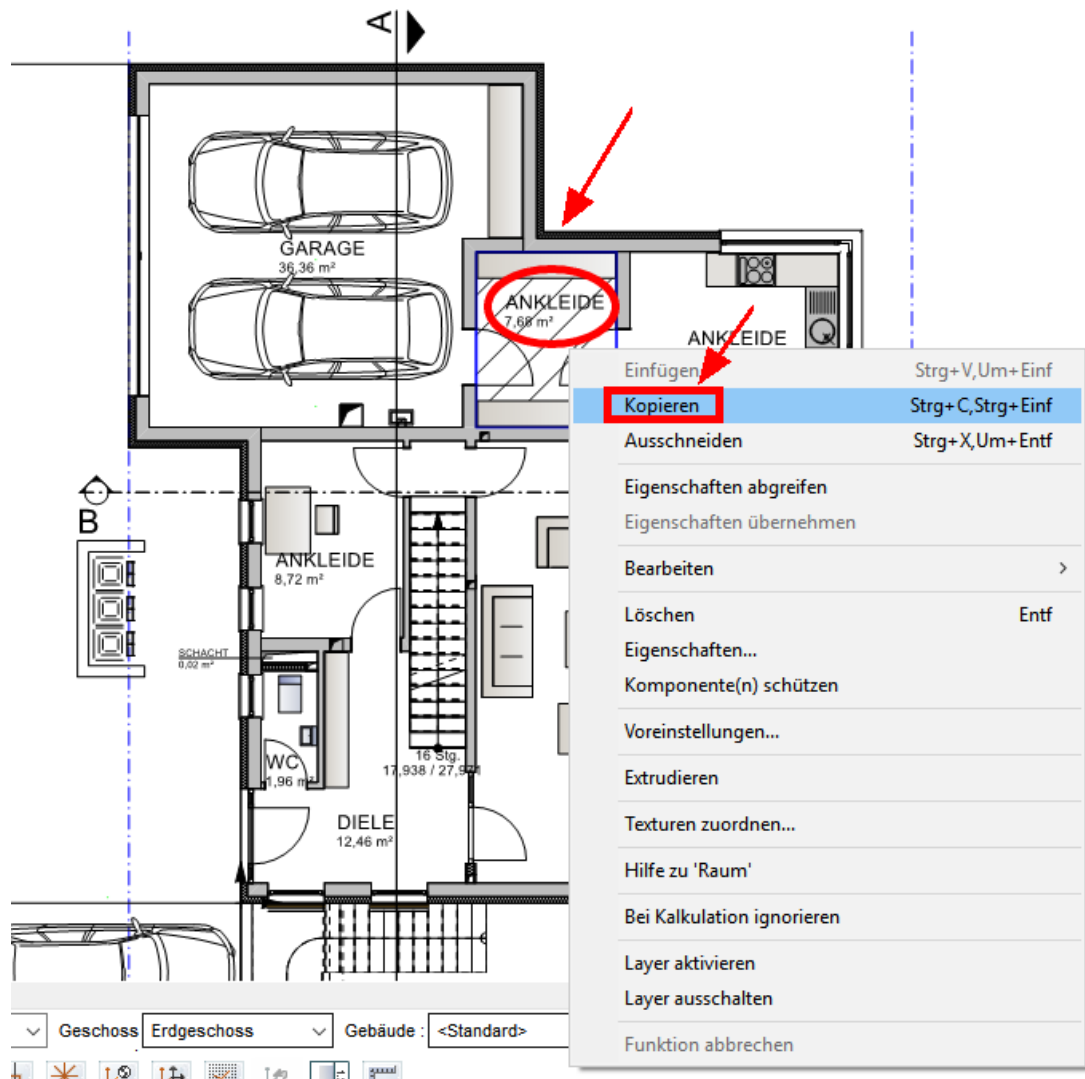 A
GARAGE
36,36 m²
ANKLEIDE
7,68 m²
ANKLEIDE
B
ANKLEIDE
8,72 m²
SCHACHT
0,02 m²
WC
1,96 m²
16 Stg.
17,938 / 27,971
DIELE
12,46 m²
Einfügen Strg+V,Um+Einf
Kopieren Strg+C,Strg+Einf
Ausschneiden Strg+X,Um+Entf
Eigenschaften abgreifen
Eigenschaften übernehmen
Bearbeiten
Löschen Entf
Eigenschaften...
Komponente(n) schützen
Voreinstellungen...
Extrudieren
Texturen zuordnen...
Hilfe zu 'Raum'
Bei Kalkulation ignorieren
Layer aktivieren
Layer ausschalten
Funktion abbrechen
Geschoss Erdgeschoss Gebäude : <Standard>